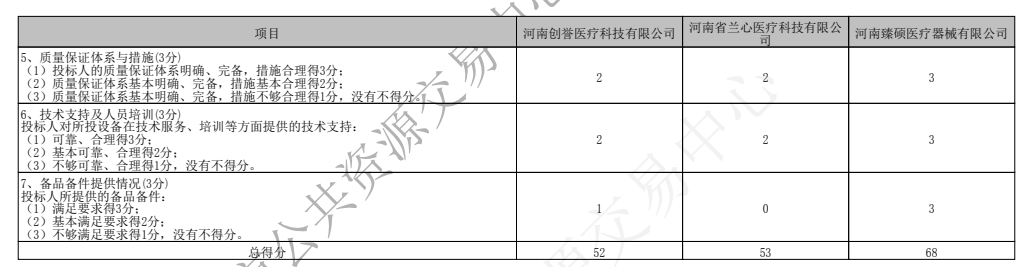 项目 河南创誉医疗科技有限公司 河南省兰心医疗科技有限公司 河南臻硕医疗器械有限公司
5、质量保证体系与措施(3分)
（1）投标人的质量保证体系明确、完备，措施合理得3分；
（2）质量保证体系基本明确、完备，措施基本合理得2分；
（3）质量保证体系基本明确、完备，措施不够合理得1分，没有不得分。
2 2 3
6、技术支持及人员培训(3分)
投标人对所投设备在技术服务、培训等方面提供的技术支持：
（1）可靠、合理得3分；
（2）基本可靠、合理得2分；
（3）不够可靠、合理得1分，没有不得分。
2 2 3
7、备品备件提供情况(3分)
投标人所提供的备品备件：
（1）满足要求得3分；
（2）基本满足要求得2分；
（3）不够满足要求得1分，没有不得分。
1 0 3
总得分 52 53 68
公共资源交易中心
源交易中心